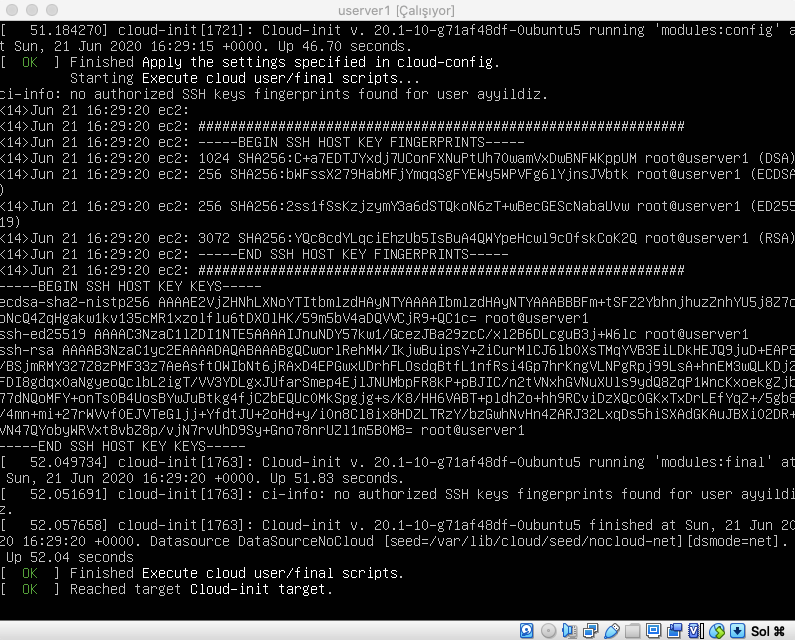 userver1 [Çalışıyor]
[   51.184270] cloud-init[1721]: Cloud-init v. 20.1-10-g71af48df-0ubuntu5 running 'modules:config' a
t Sun, 21 Jun 2020 16:29:15 +0000. Up 46.70 seconds.
[  OK  ] Finished Apply the settings specified in cloud-config.
         Starting Execute cloud user/final scripts...
ci-info: no authorized SSH keys fingerprints found for user ayyildiz.
<14>Jun 21 16:29:20 ec2:
<14>Jun 21 16:29:20 ec2: #############################################################
<14>Jun 21 16:29:20 ec2: -----BEGIN SSH HOST KEY FINGERPRINTS-----
<14>Jun 21 16:29:20 ec2: 1024 SHA256:C+a7EDTJYxdj7UConFXNuPtUh70wamVxDwBNFWKppUM root@userver1 (DSA)
<14>Jun 21 16:29:20 ec2: 256 SHA256:bWFssX279HabMFjYmqqSgFYEWy5WPVFg6lYjnsJVbtk root@userver1 (ECDSA
)
<14>Jun 21 16:29:20 ec2: 256 SHA256:2ss1fSsKzjzymY3a6dSTQkoN6zT+wBecGEScNabaUvw root@userver1 (ED255
19)
<14>Jun 21 16:29:20 ec2: 3072 SHA256:YQc8cdYLqciEhzUb5IsBuA4QWYpeHcwl9cOfskCoK2Q root@userver1 (RSA)
<14>Jun 21 16:29:20 ec2: -----END SSH HOST KEY FINGERPRINTS-----
<14>Jun 21 16:29:20 ec2: #############################################################
-----BEGIN SSH HOST KEY KEYS-----
ecdsa-sha2-nistp256 AAAAE2VjZHNhLXNoYTItbmlzdHAyNTYAAAAIbmlzdHAyNTYAAABBBFm+tSFZ2YbhnjhuzZnhYU5j8Z7o
oNcQ4ZqHgakw1kv135cMR1xzolflu6tDXOlHK/59m5bV4aDQVVCjR9+QC1c= root@userver1
ssh-ed25519 AAAAC3NzaC1lZDI1NTE5AAAAIJnuNDY57kw1/GcezJBa29zcC/xl2B6DLcguB3j+W6lc root@userver1
ssh-rsa AAAAB3NzaC1yc2EAAAADAQABAAABgQCworlRehMW/IkjwBuipsY+ZiCurMlCJ6lb0XsTMqYVB3EiLDkHEJQ9juD+EAP8
/BSjmRMY327Z8zPMF33z7AeAsftOWIbNt6jRAxD4EPGwxUDrhFLOsdqBtfL1nfRsi4Gp7hrKngVLNPgRpj99LsA+hnEM3wQLKDj2
FDI8gdqx0aNgyeoQclbL2igT/VV3YDLgxJUfarSmep4EjlJNUMbpFR8kP+pBJIC/n2tVNxhGVNuXUls9ydQ8ZqP1WncKxoekgZjb
77dNQoMFY+onTs0B4UosBYwJuBtkg4fjCZbEQUc0MkSpgjg+s/K8/HH6VABT+pldhZo+hh9RCviDzXQc0GKxTxDrLEfYqZ+/5gb8
/4mn+mi+27rWVvf0EJVTeGljj+YfdtJU+2oHd+y/i0n8Cl8ix8HDZLTRzY/bzGwhNvHn4ZARJ32LxqDs5hiSXAdGKAuJBXi02DR+
VN47QYobyWRVxt8vbZ8p/vjN7rvUhD9Sy+Gno78nrUZl1m5B0M8= root@userver1
-----END SSH HOST KEY KEYS-----
[   52.049734] cloud-init[1763]: Cloud-init v. 20.1-10-g71af48df-0ubuntu5 running 'modules:final' at
 Sun, 21 Jun 2020 16:29:20 +0000. Up 51.83 seconds.
[   52.051691] cloud-init[1763]: ci-info: no authorized SSH keys fingerprints found for user ayyildi
z.
[   52.057658] cloud-init[1763]: Cloud-init v. 20.1-10-g71af48df-0ubuntu5 finished at Sun, 21 Jun 20
20 16:29:20 +0000. Datasource DataSourceNoCloud [seed=/var/lib/cloud/seed/nocloud-net][dsmode=net].
 Up 52.04 seconds
[  OK  ] Finished Execute cloud user/final scripts.
[  OK  ] Reached target Cloud-init target.
Sol ⌘